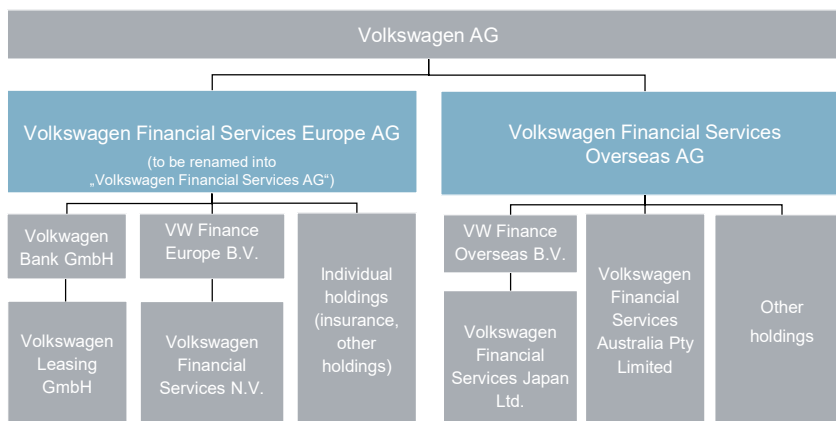 Volkswagen AG
Volkswagen Financial Services Europe AG
(to be renamed into
„Volkswagen Financial Services AG“)
Volkswagen Financial Services
Overseas AG
Volkwagen
Bank GmbH
VW Finance
Europe B.V.
Individual
holdings
(insurance,
other
holdings)
VW Finance
Overseas B.V.
Volkswagen
Financial
Services
Australia Pty
Limited
Other
holdings
Volkswagen
Leasing
GmbH
Volkswagen
Financial
Services N.V.
Volkswagen
Financial
Services Japan
Ltd.